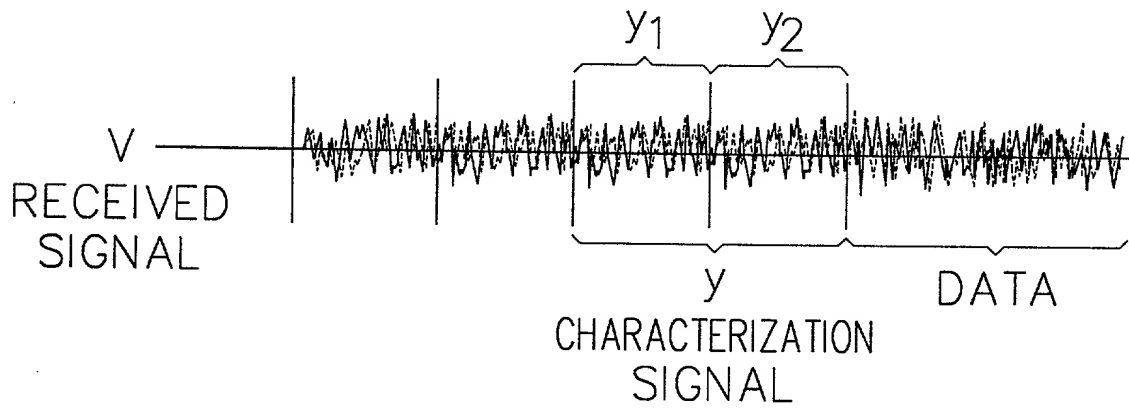 y1 y2
V
RECEIVED
SIGNAL
y
DATA
CHARACTERIZATION
SIGNAL